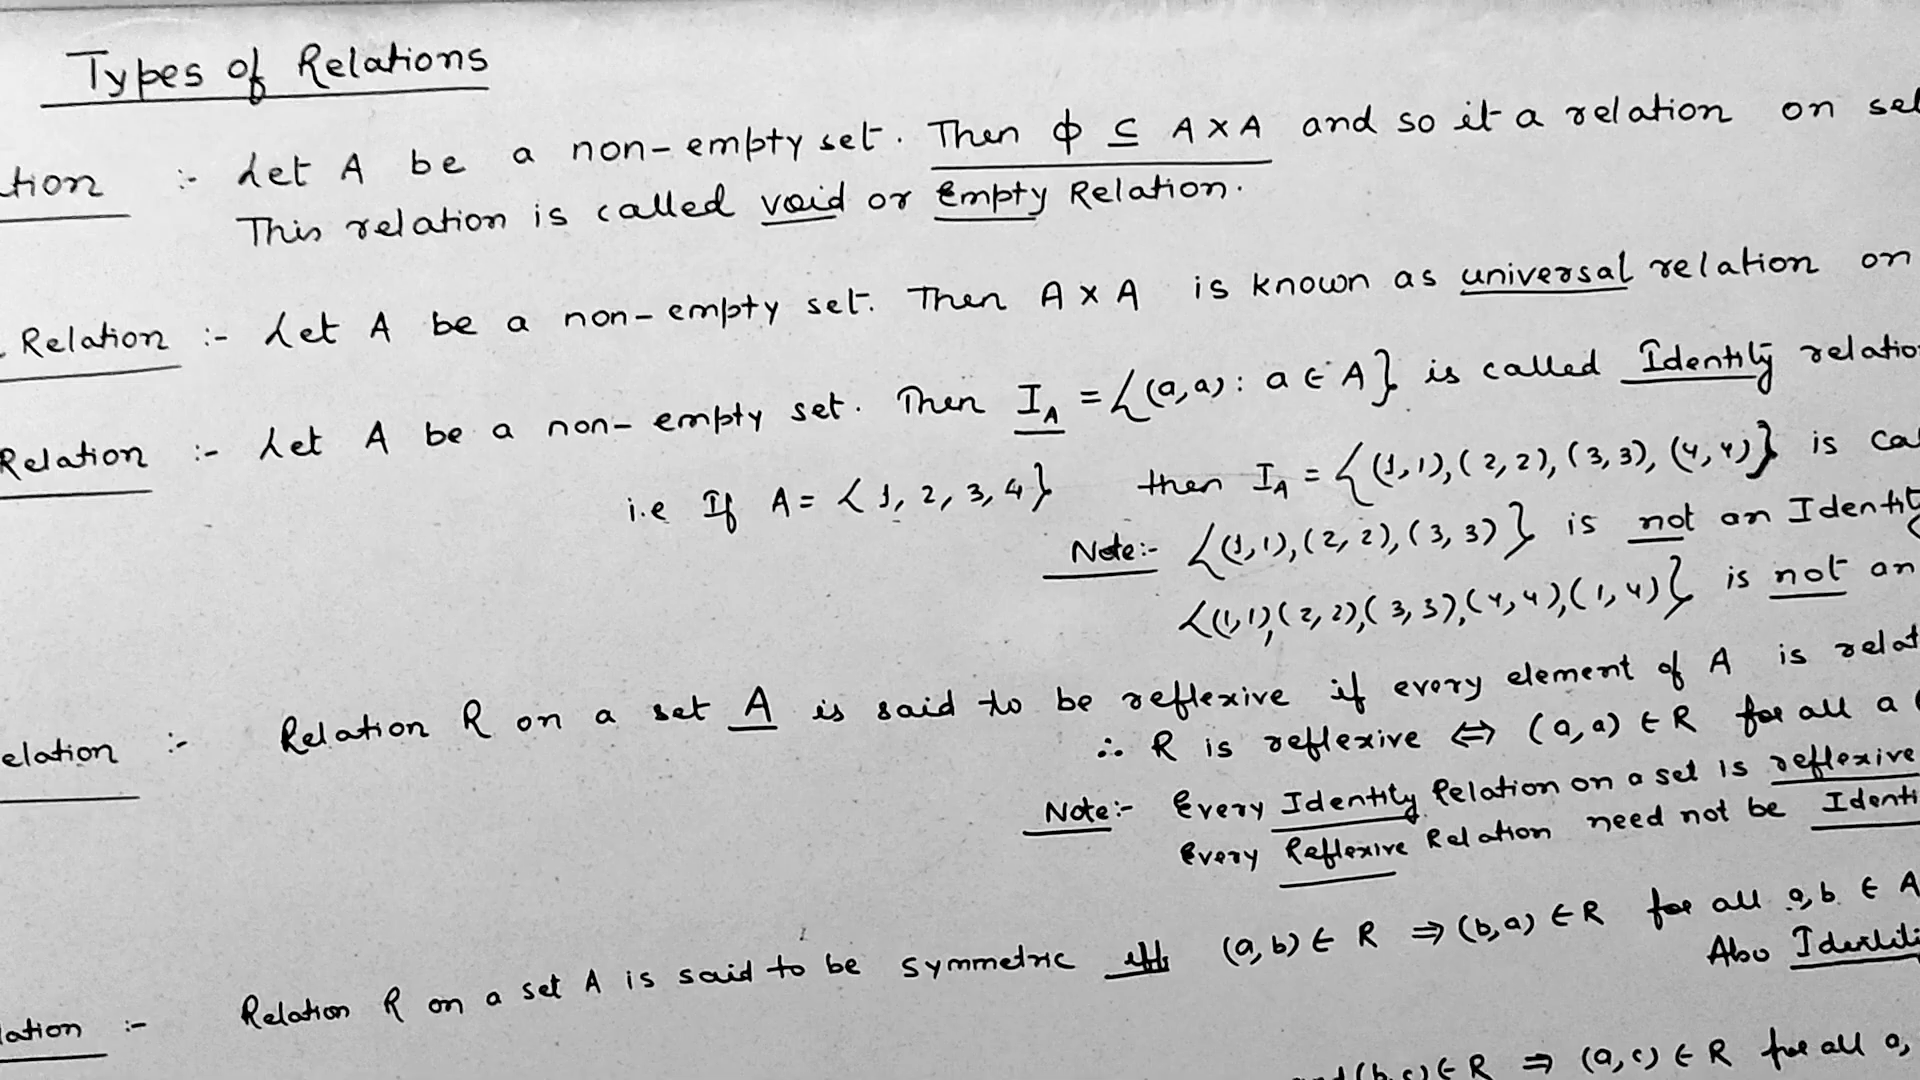 Types of Relations
tion :- Let A be a non-empty set. Then ϕ ⊆ A×A and so it a relation on set
This relation is called void or Empty Relation.
Relation :- Let A be a non-empty set. Then A×A is known as universal relation on
Relation :- Let A be a non-empty set. Then I_A = {(a,a): a ∈ A} is called Identity relatio
i.e If A = {1, 2, 3, 4} then I_A = {(1,1), (2,2), (3,3), (4,4)} is cal
Note:- {(1,1), (2,2), (3,3)} is not an Identit
{(1,1), (2,2), (3,3), (4,4), (1,4)} is not an
elation :- Relation R on a set A is said to be reflexive if every element of A is relat
∴ R is reflexive ⇔ (a,a) ∈ R for all a
Note:- Every Identity Relation on a set is reflexive
Every Reflexive Relation need not be Identi
lation :- Relation R on a set A is said to be symmetric iff (a,b) ∈ R ⇒ (b,a) ∈ R for all a,b ∈ A
Also Identiti
(b,c) ∈ R ⇒ (a,c) ∈ R for all a,